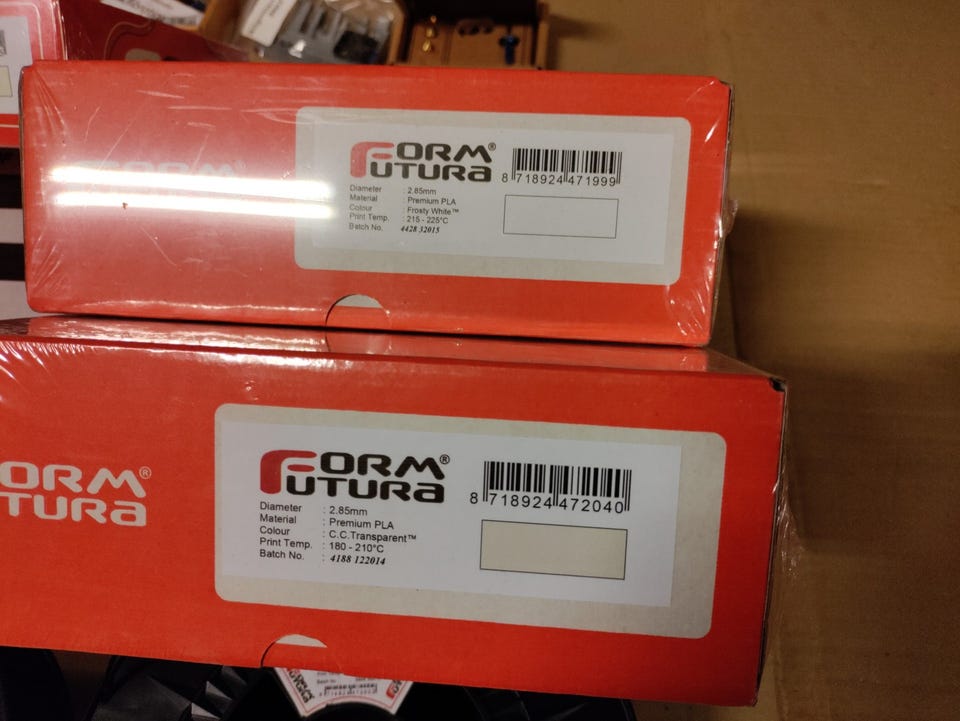 FORM®
FUTURA
8 718924 471999
Diameter : 2.85mm
Material : Premium PLA
Colour : Frosty White™
Print Temp. : 215 - 225°C
Batch No. 4428 32015
ORM®
TURA
FORM®
FUTURA
8 718924 472040
Diameter : 2.85mm
Material : Premium PLA
Colour : C.C.Transparent™
Print Temp. : 180 - 210°C
Batch No. : 4188 122014